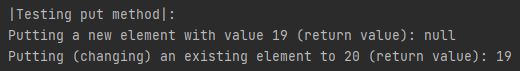 |Testing put method|:
Putting a new element with value 19 (return value): null
Putting (changing) an existing element to 20 (return value): 19